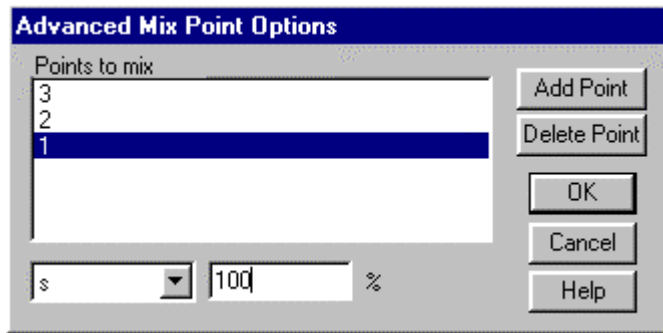 Advanced Mix Point Options
Points to mix
3
2
1
Add Point
Delete Point
OK
Cancel
Help
s
100
%